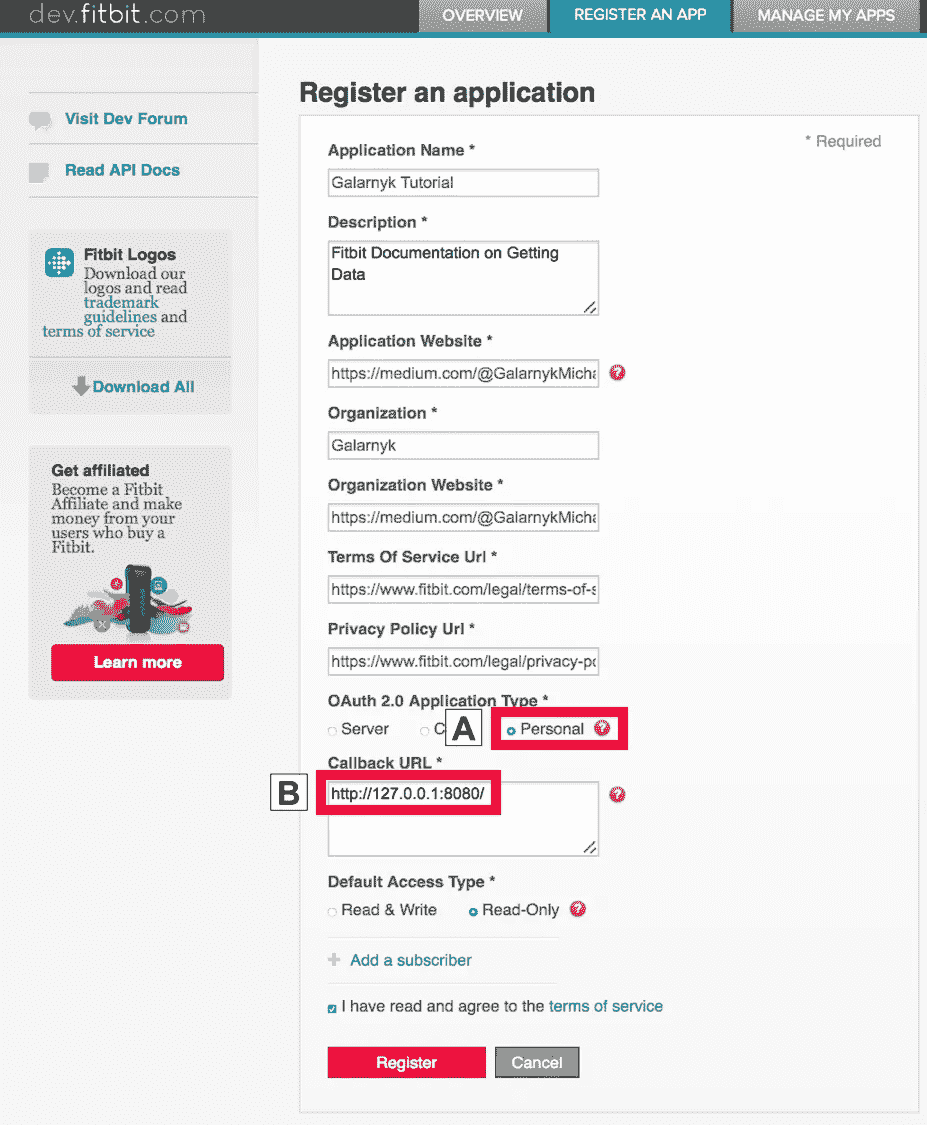 dev.fitbit.com
OVERVIEW
REGISTER AN APP
MANAGE MY APPS
Visit Dev Forum
Read API Docs
Fitbit Logos
Download our
logos and read
trademark
guidelines and
terms of service
Download All
Get affiliated
Become a Fitbit
Affiliate and make
money from your
users who buy a
Fitbit.
Learn more
Register an application
* Required
Application Name *
Galarnyk Tutorial
Description *
Fitbit Documentation on Getting
Data
Application Website *
https://medium.com/@GalarnykMicha
?
Organization *
Galarnyk
Organization Website *
https://medium.com/@GalarnykMicha
Terms Of Service Url *
https://www.fitbit.com/legal/terms-of-s
Privacy Policy Url *
https://www.fitbit.com/legal/privacy-po
OAuth 2.0 Application Type *
Server C A Personal ?
Callback URL *
B http://127.0.0.1:8080/ ?
Default Access Type *
Read & Write Read-Only ?
+ Add a subscriber
I have read and agree to the terms of service
Register Cancel